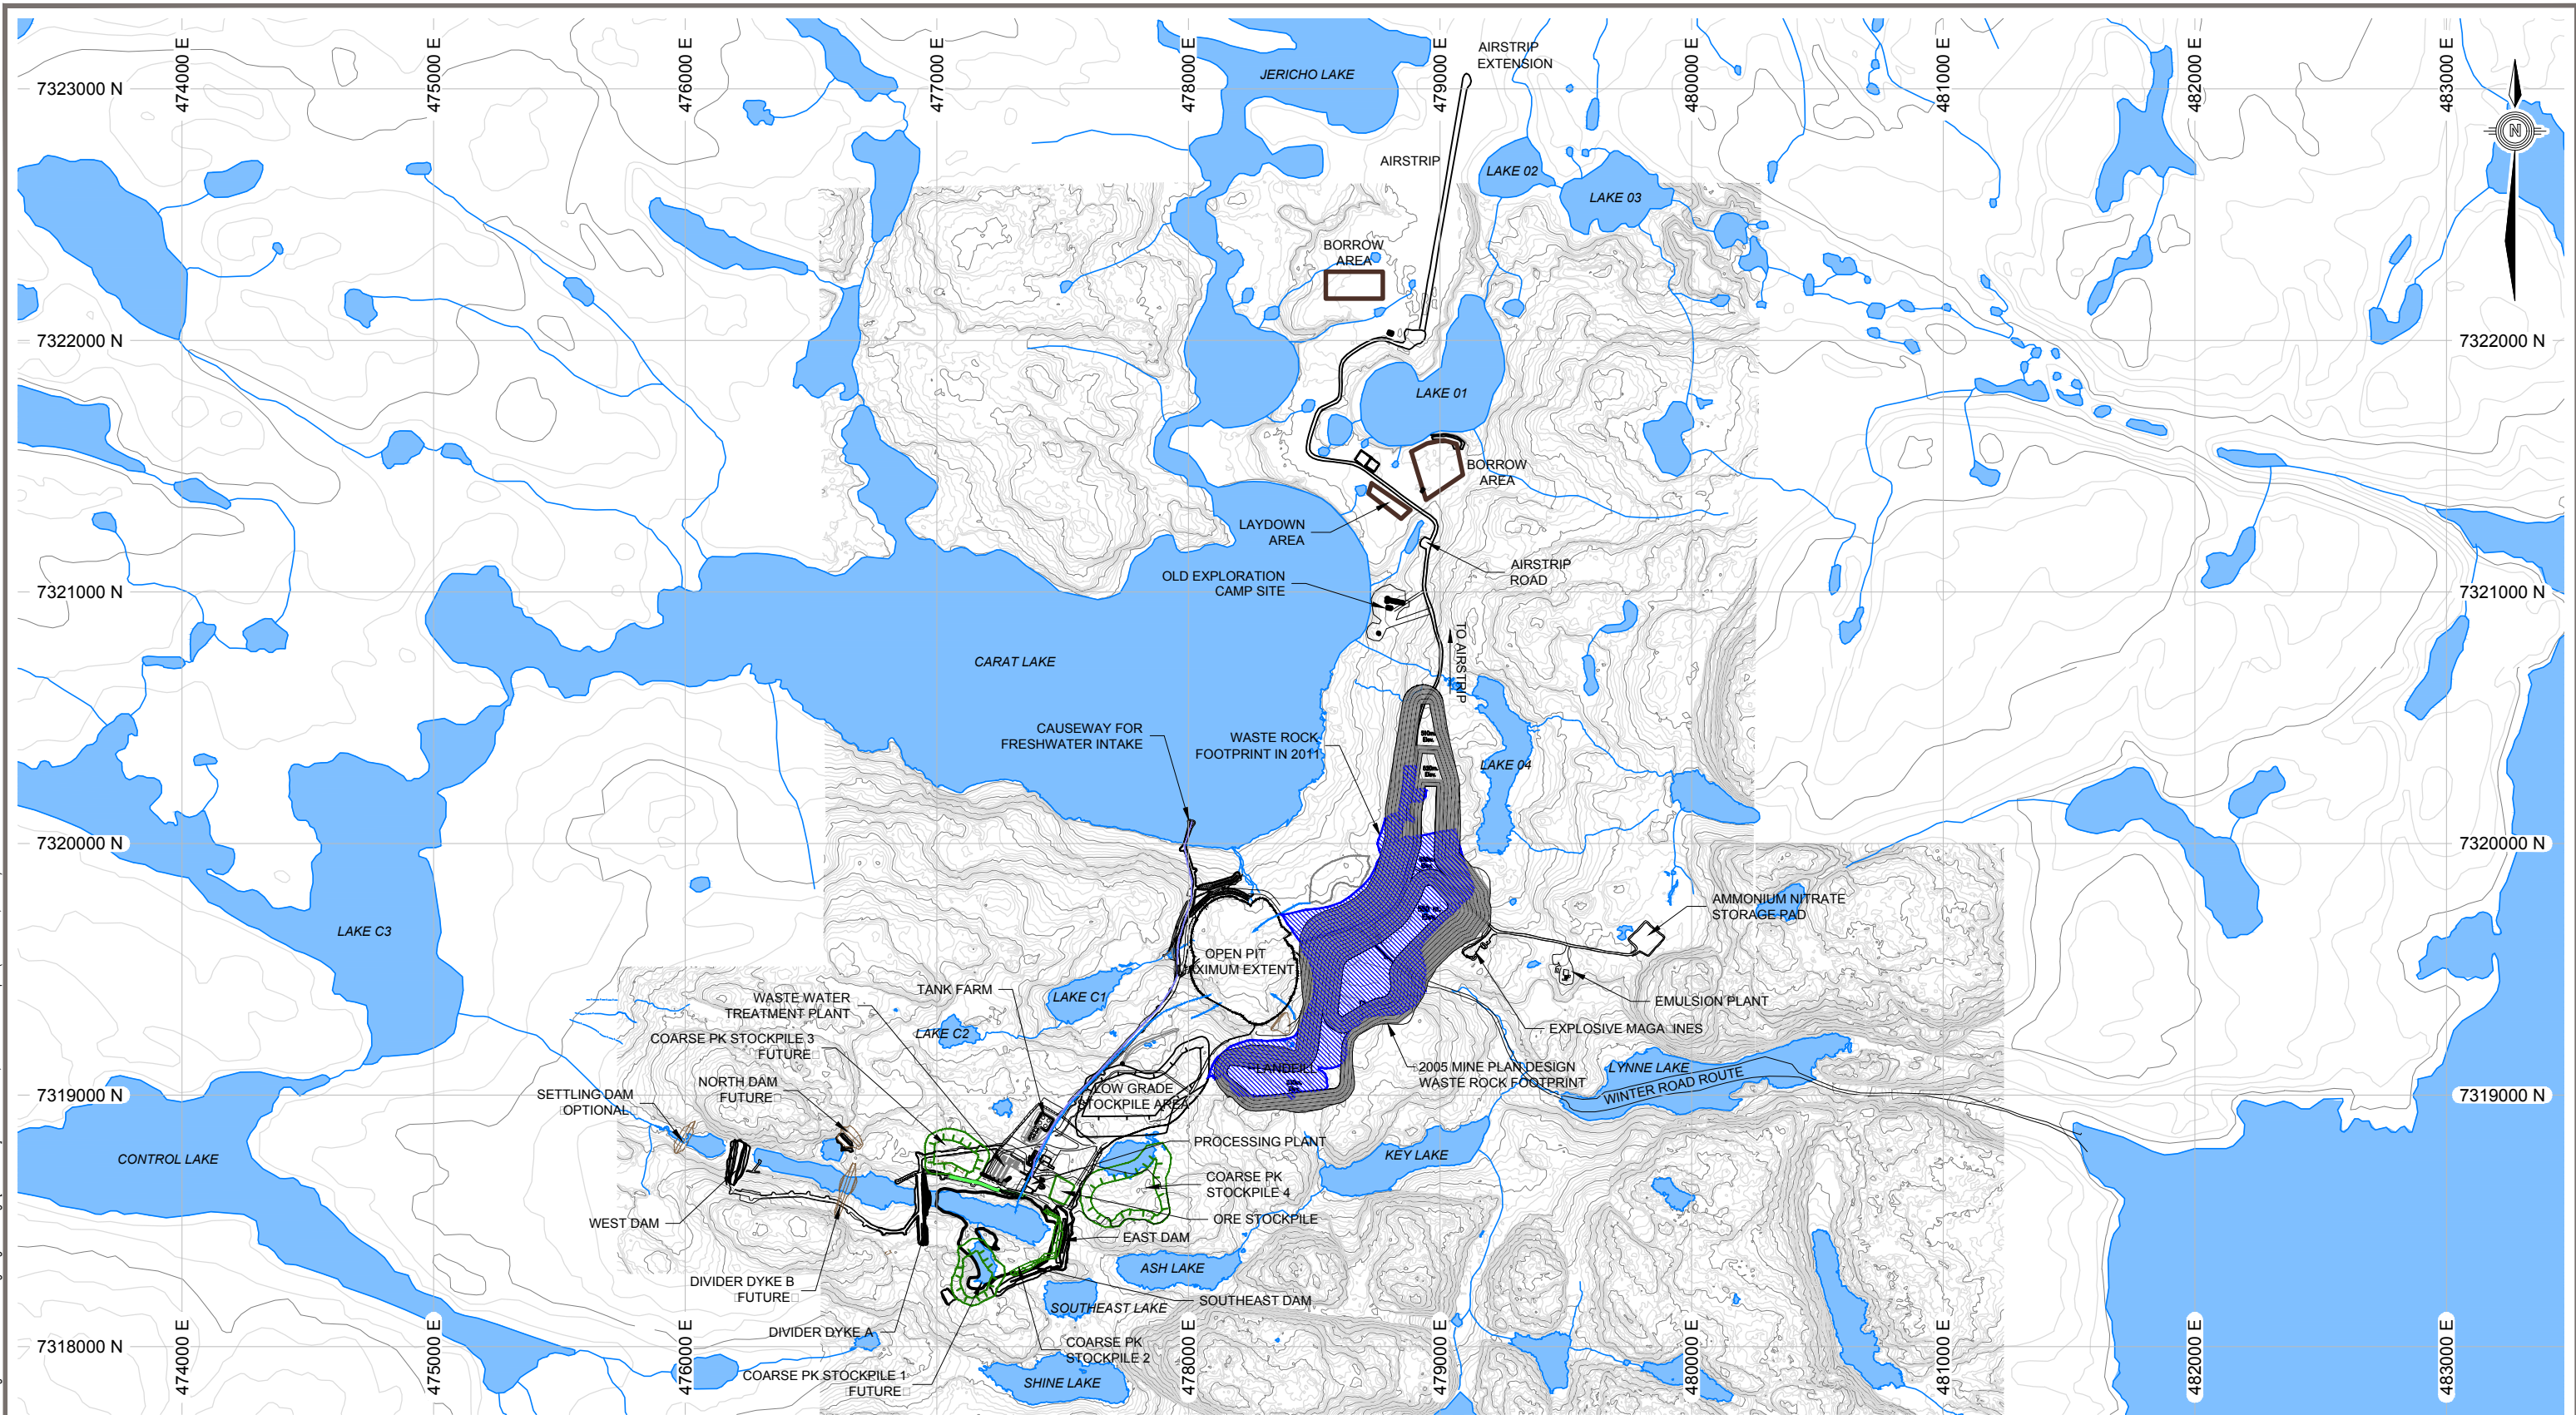 474000 E
475000 E
476000 E
477000 E
478000 E
479000 E
480000 E
481000 E
482000 E
483000 E
AIRSTRIP
EXTENSION
JERICHO LAKE
7323000 N
N
AIRSTRIP
LAKE 02
LAKE 03
BORROW
AREA
7322000 N
7322000 N
LAKE 01
BORROW
AREA
LAYDOWN
AREA
AIRSTRIP
ROAD
OLD EXPLORATION
CAMP SITE
7321000 N
7321000 N
TO AIRSTRIP
CARAT LAKE
CAUSEWAY FOR
FRESHWATER INTAKE
WASTE ROCK
FOOTPRINT IN 2011
LAKE 04
7320000 N
7320000 N
AMMONIUM NITRATE
STORAGE PAD
LAKE C3
OPEN PIT
MAXIMUM EXTENT
TANK FARM
LAKE C1
WASTE WATER
TREATMENT PLANT
EMULSION PLANT
LAKE C2
EXPLOSIVE MAGA□INES
COARSE PK STOCKPILE 3
FUTURE□
LANDFILL
2005 MINE PLAN DESIGN
WASTE ROCK FOOTPRINT
LYNNE LAKE
WINTER ROAD ROUTE
NORTH DAM
□FUTURE□
LOW GRADE
STOCKPILE AREA
SETTLING DAM
□OPTIONAL□
7319000 N
7319000 N
PROCESSING PLANT
CONTROL LAKE
KEY LAKE
COARSE PK
STOCKPILE 4
WEST DAM
ORE STOCKPILE
EAST DAM
ASH LAKE
DIVIDER DYKE B
□FUTURE□
SOUTHEAST DAM
SOUTHEAST LAKE
DIVIDER DYKE A
7318000 N
7318000 N
COARSE PK
STOCKPILE 2
COARSE PK STOCKPILE 1
□FUTURE□
SHINE LAKE
474000 E
475000 E
476000 E
478000 E
479000 E
480000 E
481000 E
482000 E
483000 E